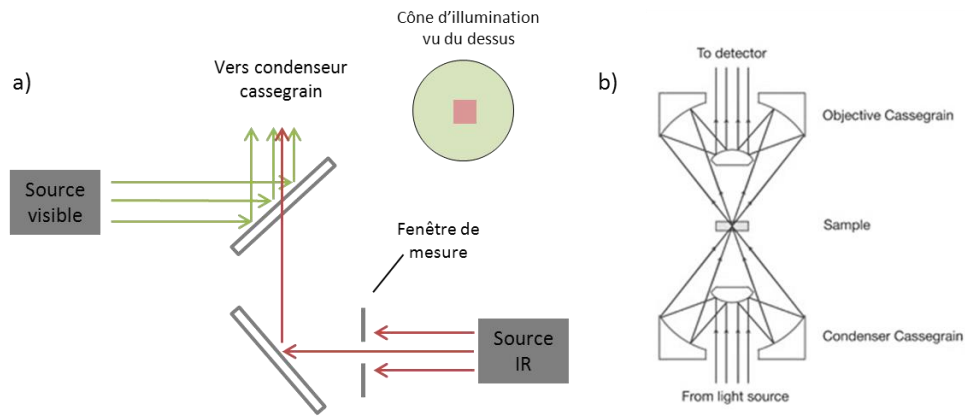 a)
Vers condenseur
cassegrain
Cône d’illumination
vu du dessus
Source
visible
Fenêtre de
mesure
Source
IR
b)
To detector
Objective Cassegrain
Sample
Condenser Cassegrain
From light source